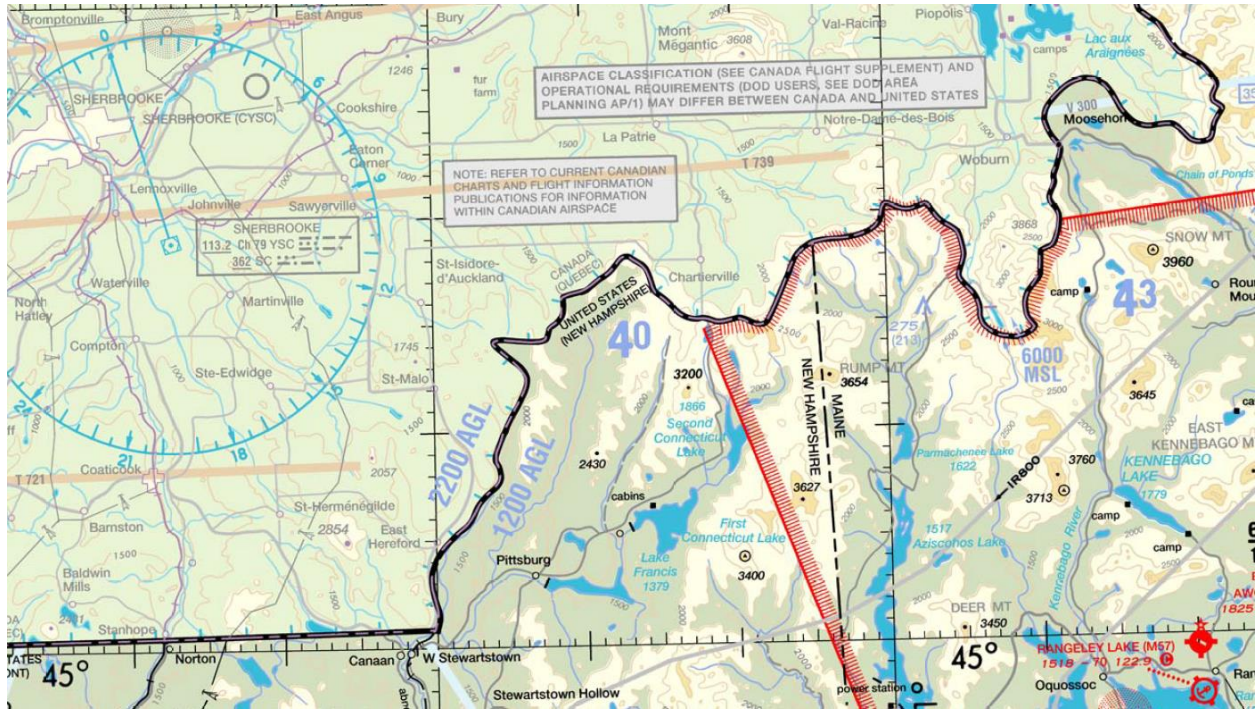 Bromptonville
East Angus
Bury
Val-Racine
Piopolis
Mont
Mégantic
3608
Lac aux
Araignées
camps
0
3
6
1246
fur
farm
AIRSPACE CLASSIFICATION (SEE CANADA FLIGHT SUPPLEMENT) AND
OPERATIONAL REQUIREMENTS (DOD USERS, SEE DOD AREA
PLANNING AP/1) MAY DIFFER BETWEEN CANADA AND UNITED STATES
SHERBROOKE
SHERBROOKE (CYSC)
Cookshire
La Patrie
Notre-Dame-des-Bois
V 300
Moosehorn
Eaton
Corner
T 739
Woburn
Chain of Ponds
Lennoxville
Johnville
Sawyerville
NOTE: REFER TO CURRENT CANADIAN
CHARTS AND FLIGHT INFORMATION
PUBLICATIONS FOR INFORMATION
WITHIN CANADIAN AIRSPACE
SHERBROOKE
113.2 Ch 79 YSC
362 SC
3868
SNOW MT
3960
Waterville
St-Isidore-
d'Auckland
CANADA
(QUEBEC)
UNITED STATES
(NEW HAMPSHIRE)
Chartierville
camp
43
North
Hatley
Martinville
40
275
(213)
6000
MSL
Compton
1745
St-Malo
Ste-Edwidge
3200
RUMP MT
3654
MAINE
NEW HAMPSHIRE
3645
1866
Second
Connecticut
Lake
EAST
KENNEBAGO
2200 AGL
1200 AGL
2430
Parmachenee Lake
1622
IR800
3760
3713
KENNEBAGO
LAKE
1779
21
18
Coaticook
T 721
2057
St-Herménégilde
2854
East
Hereford
Barnston
cabins
3627
First
Connecticut Lake
3400
1517
Aziscohos Lake
camp
camp
Kennebago River
Pittsburg
Lake
Francis
1379
Baldwin
Mills
Stanhope
DEER MT
3450
1825
Norton
Canaan
W Stewartstown
45°
45°
RANGELEY LAKE (M57)
1518 - 70 122.9
Stewartstown Hollow
power station
Oquossoc